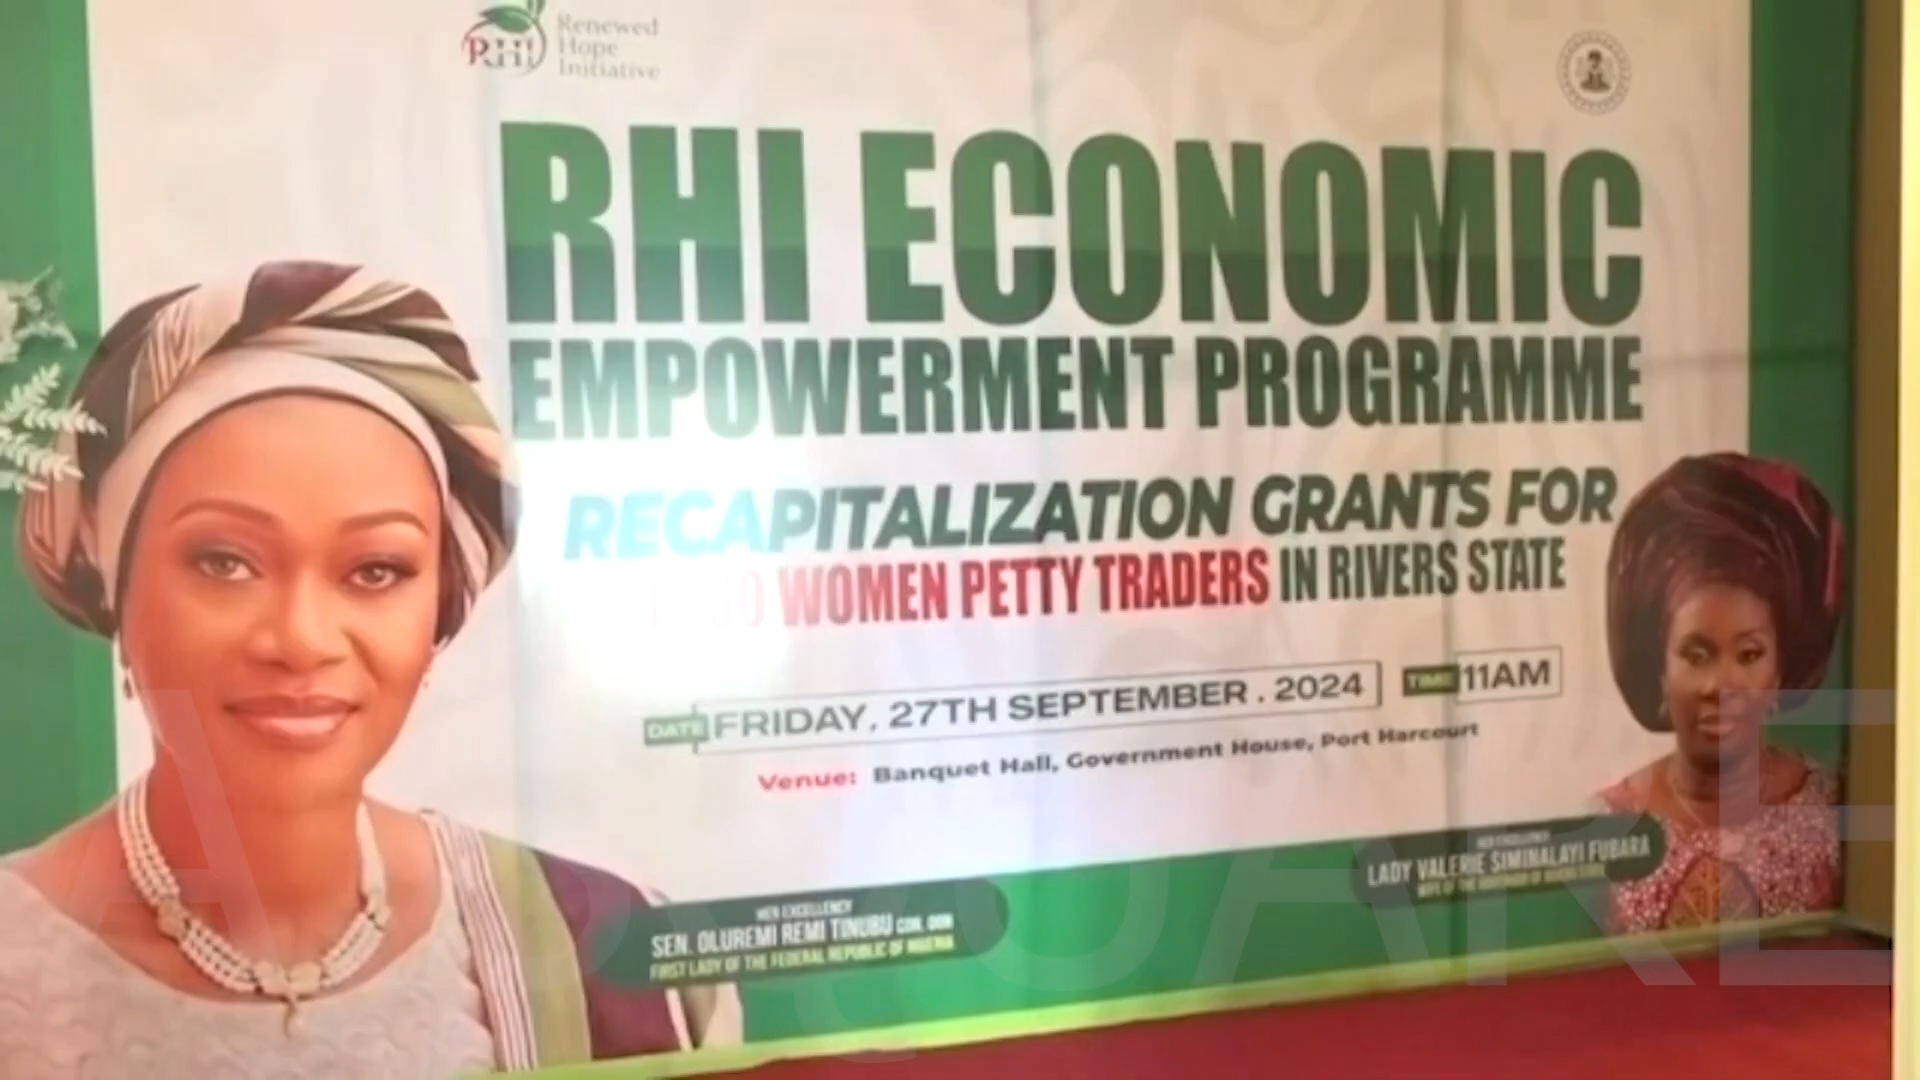 RHI
Renewed
Hope
Initiative
RHI ECONOMIC
EMPOWERMENT PROGRAMME
RECAPITALIZATION GRANTS FOR
WOMEN PETTY TRADERS IN RIVERS STATE
DATE FRIDAY, 27TH SEPTEMBER . 2024 TIME 11AM
Venue: Banquet Hall, Government House, Port Harcourt
HER EXCELLENCY
LADY VALERIE SIMINALAYI FUBARA
HER EXCELLENCY
SEN. OLUREMI REMI TINUBU CON. OON
FIRST LADY OF THE FEDERAL REPUBLIC OF NIGERIA